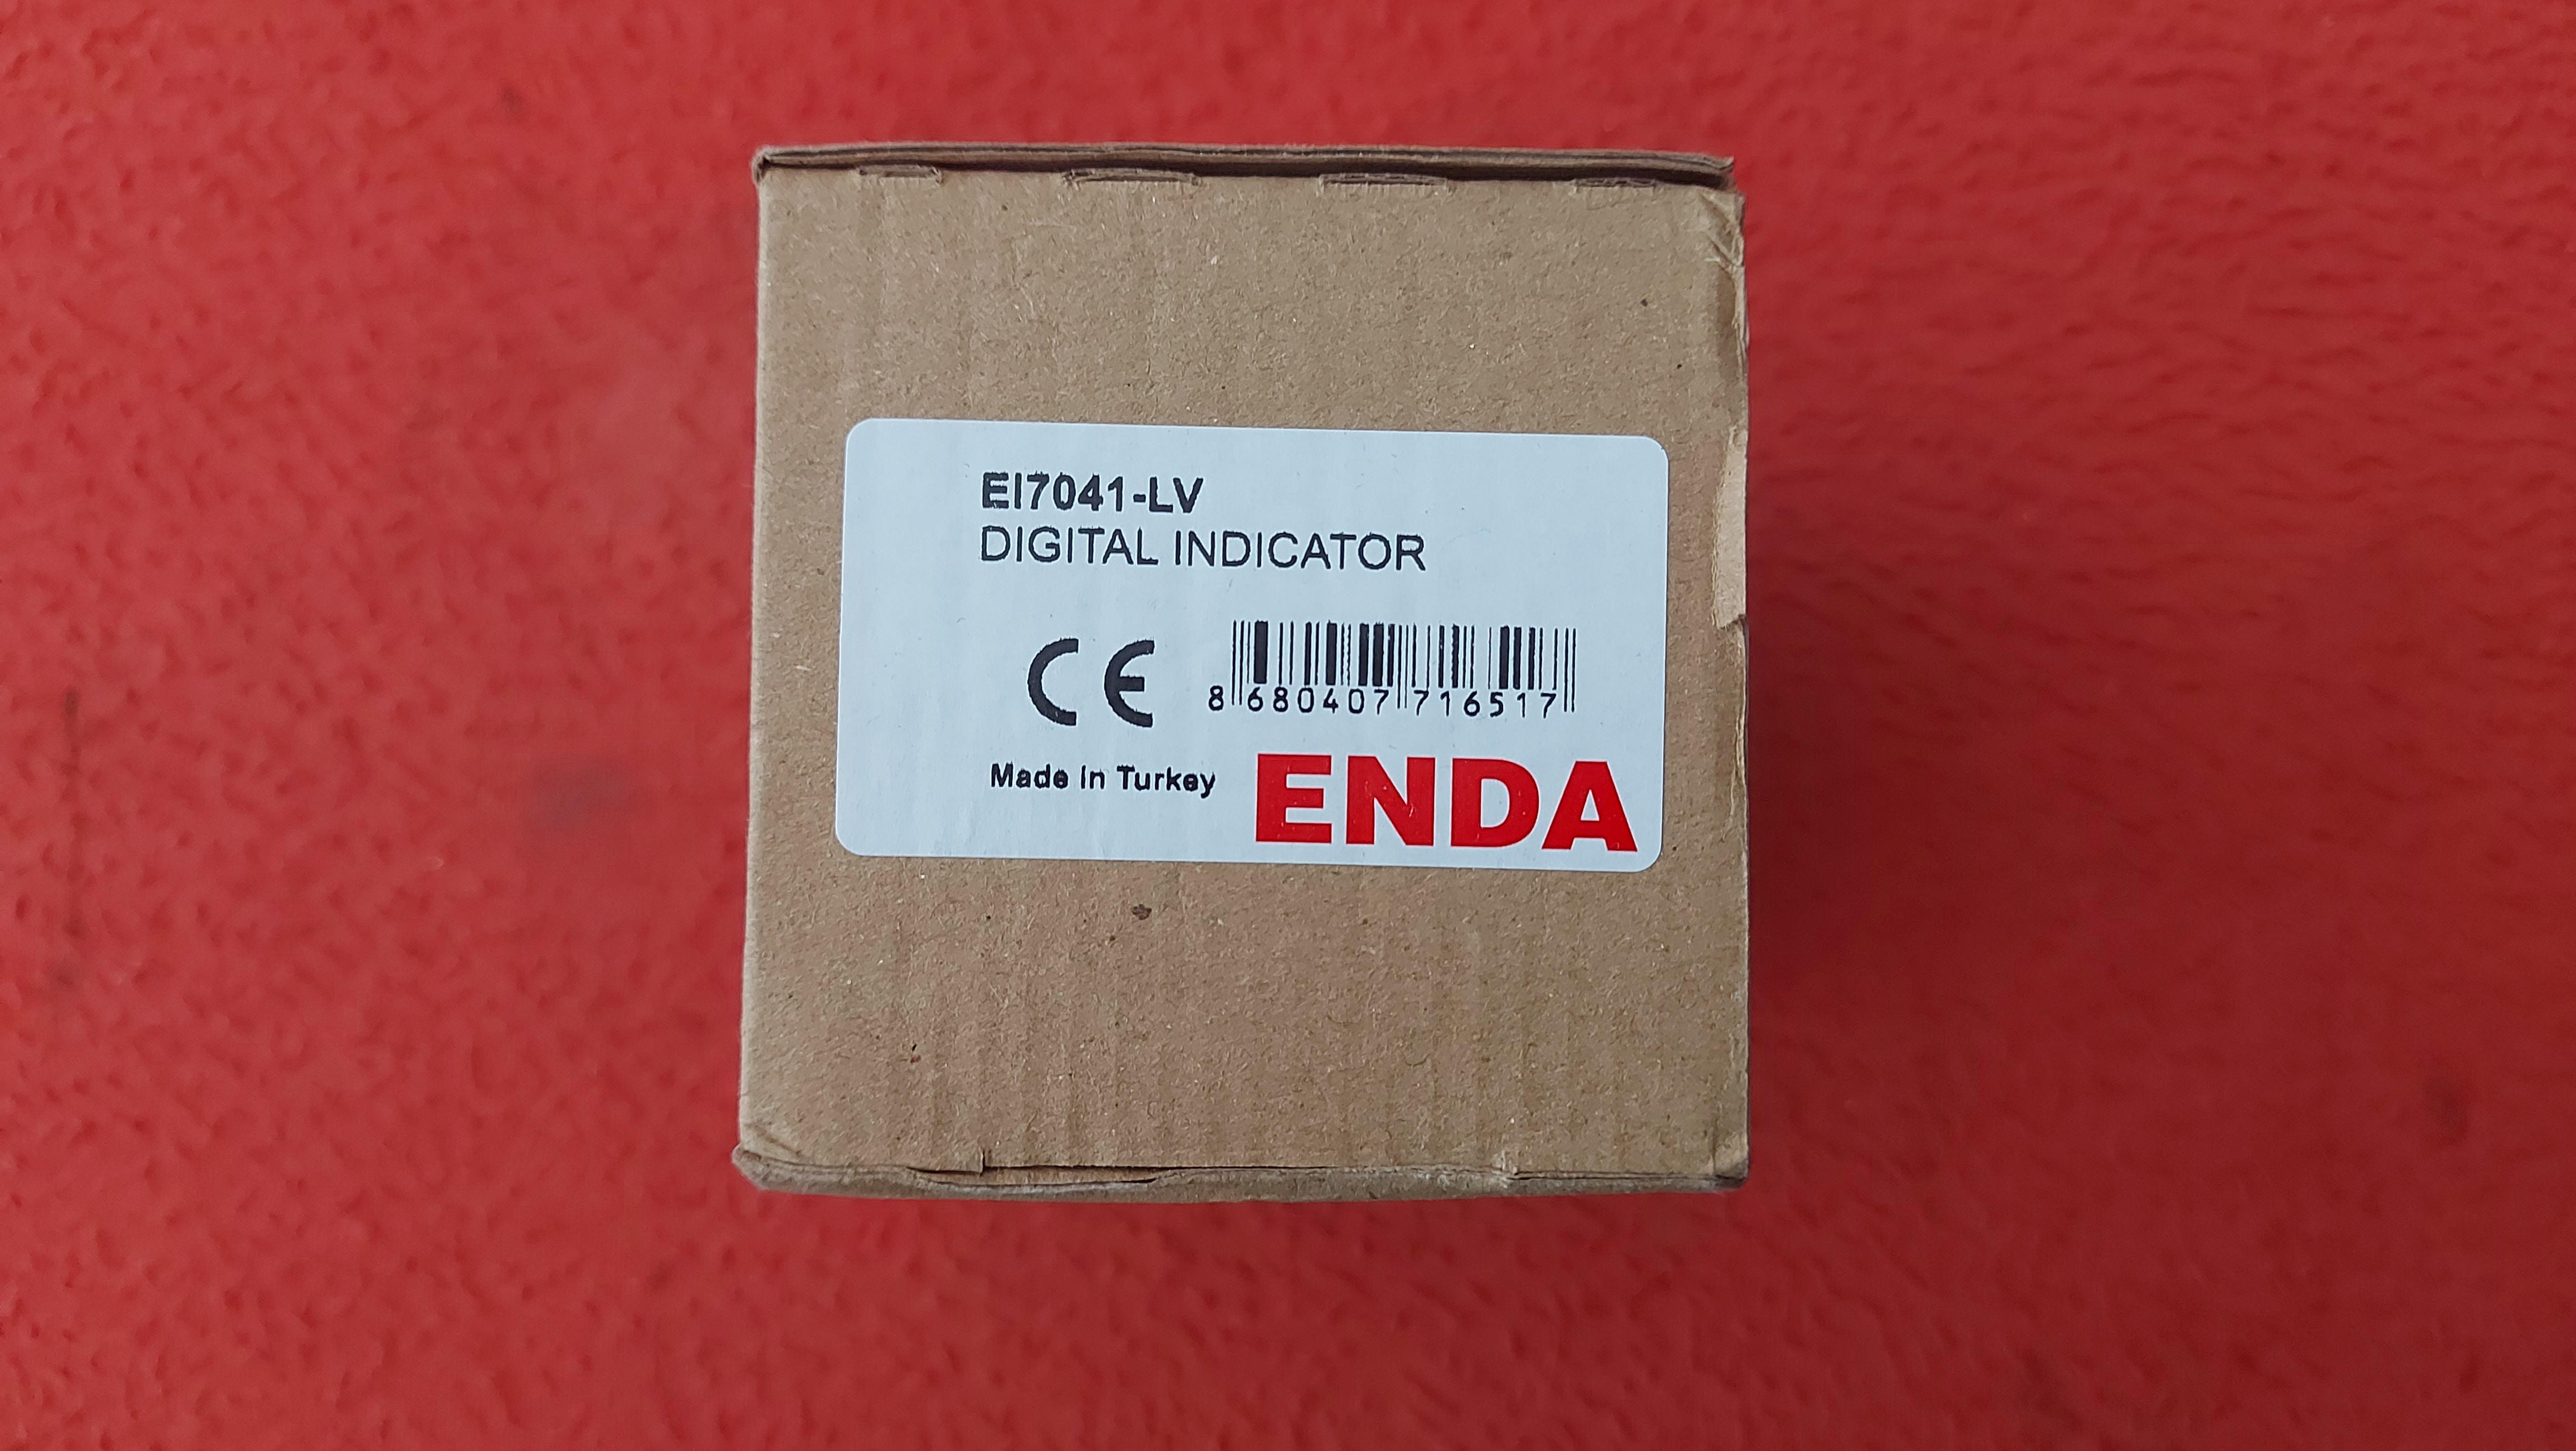 EI7041-LV
DIGITAL INDICATOR
CE
8 680407 716517
Made in Turkey
ENDA